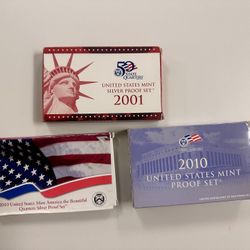 50
STATE
QUARTERS
UNITED STATES MINT
SILVER PROOF SET®
2001
2010 United States Mint America the Beautiful
Quarters Silver Proof Set™
2010
UNITED STATES MINT
PROOF SET®